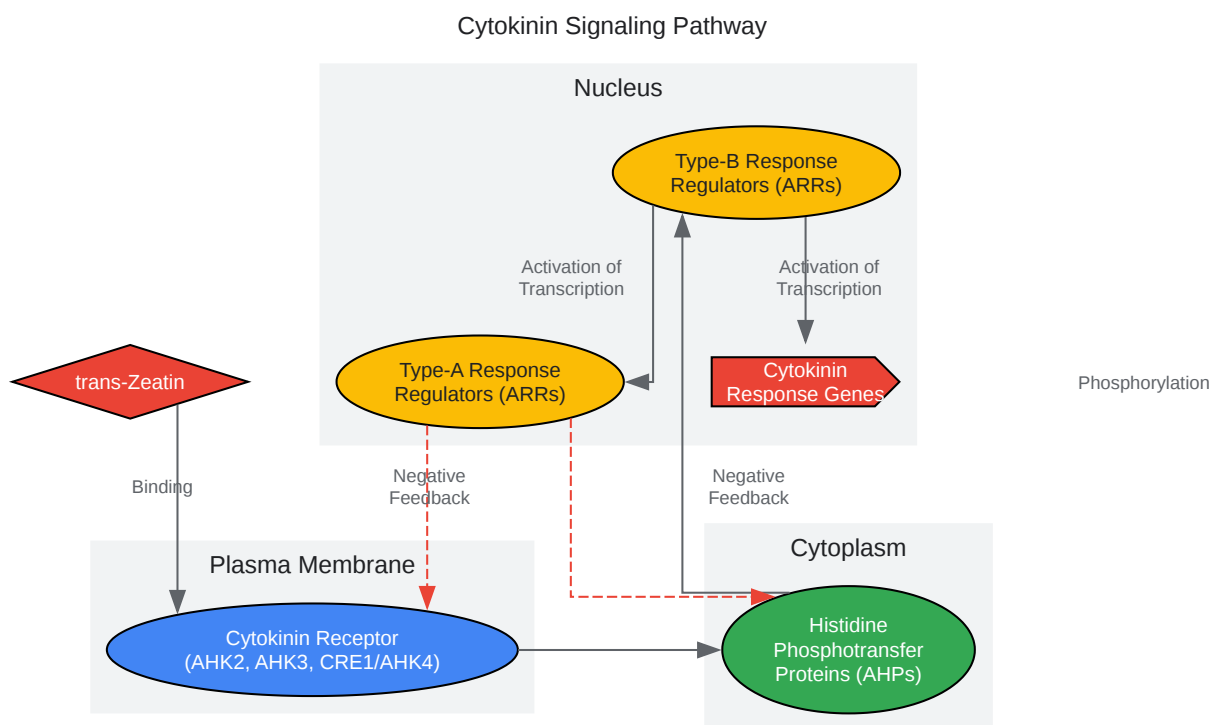 Cytokinin Signaling Pathway
Nucleus
Type-B Response
Regulators (ARRs)
Activation of
Transcription
Activation of
Transcription
trans-Zeatin
Type-A Response
Regulators (ARRs)
Cytokinin
Response Genes
Phosphorylation
Binding
Negative
Feedback
Negative
Feedback
Plasma Membrane
Cytoplasm
Cytokinin Receptor
(AHK2, AHK3, CRE1/AHK4)
Histidine
Phosphotransfer
Proteins (AHPs)